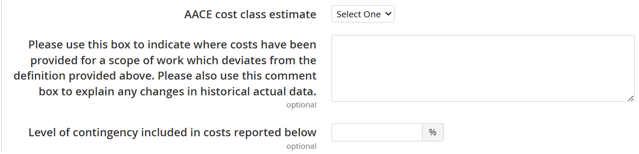 AACE cost class estimate Select One
Please use this box to indicate where costs have been
provided for a scope of work which deviates from the
definition provided above. Please also use this comment
box to explain any changes in historical actual data.
optional
Level of contingency included in costs reported below %
optional